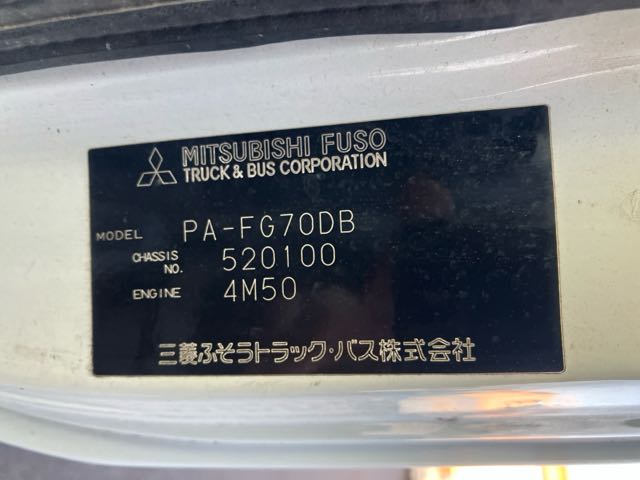 MITSUBISHI FUSO
TRUCK & BUS CORPORATION
MODEL PA-FG70DB
CHASSIS NO. 520100
ENGINE 4M50
三菱ふそうトラック・バス株式会社